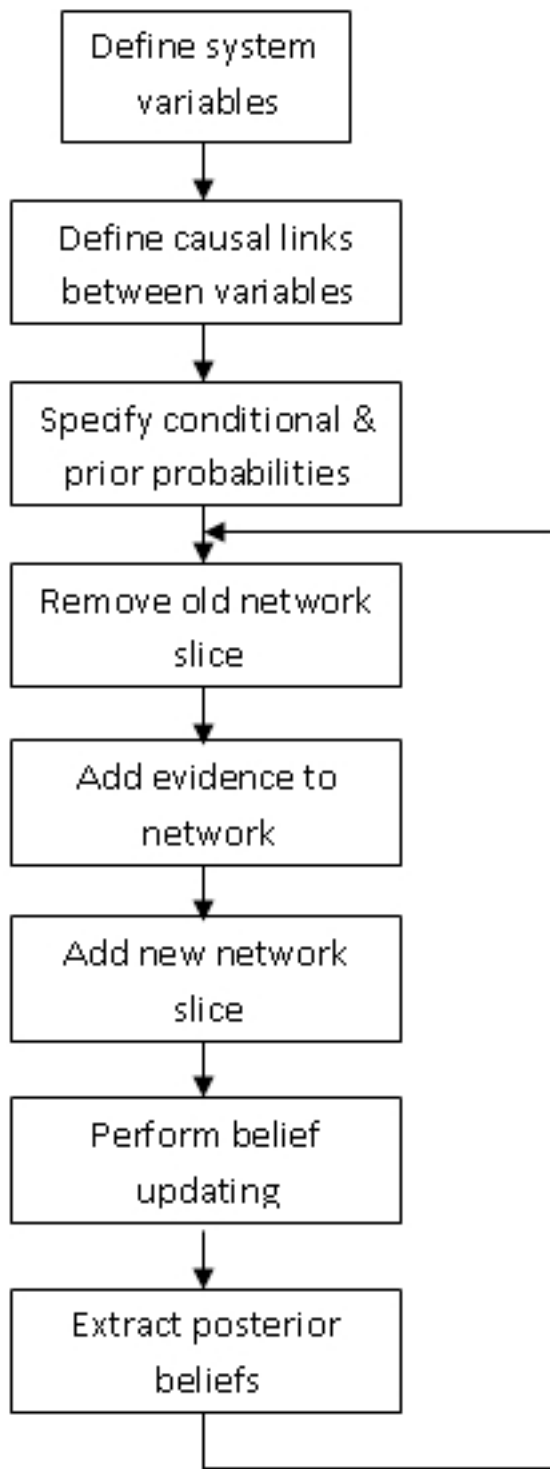 Define system
variables
Define causal links
between variables
Specify conditional &
prior probabilities
Remove old network
slice
Add evidence to
network
Add new network
slice
Perform belief
updating
Extract posterior
beliefs